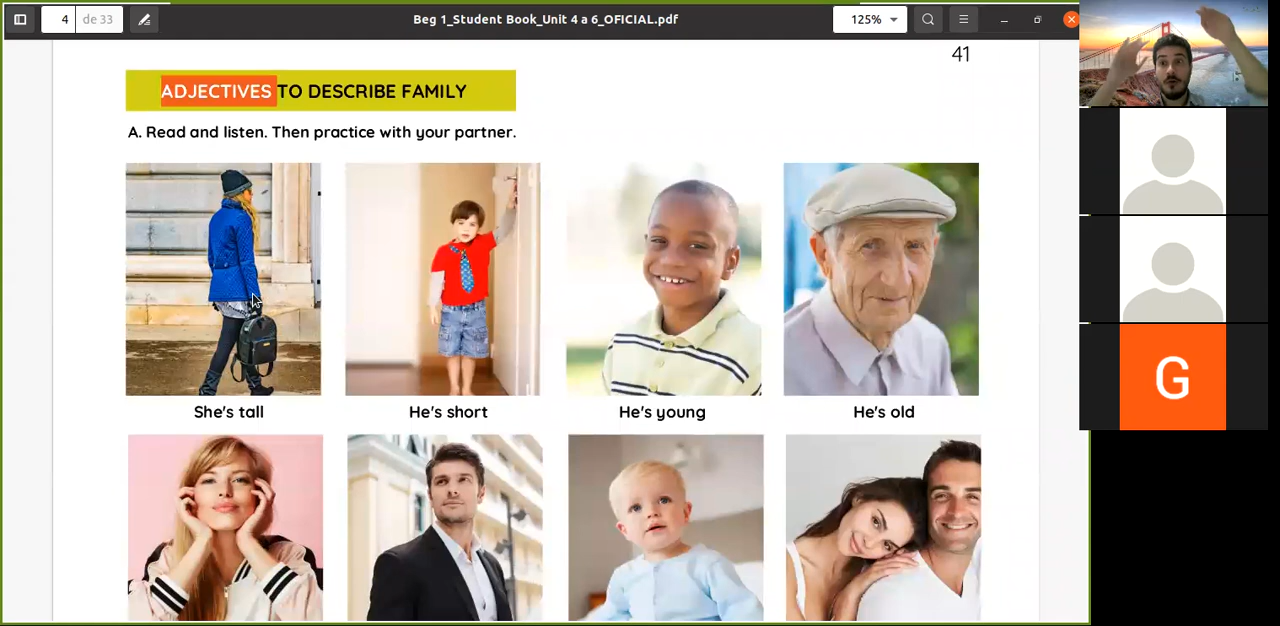 4 de 33 Beg 1_Student Book_Unit 4 a 6_OFICIAL.pdf 125%
41
ADJECTIVES TO DESCRIBE FAMILY
A. Read and listen. Then practice with your partner.
She's tall He's short He's young He's old
G